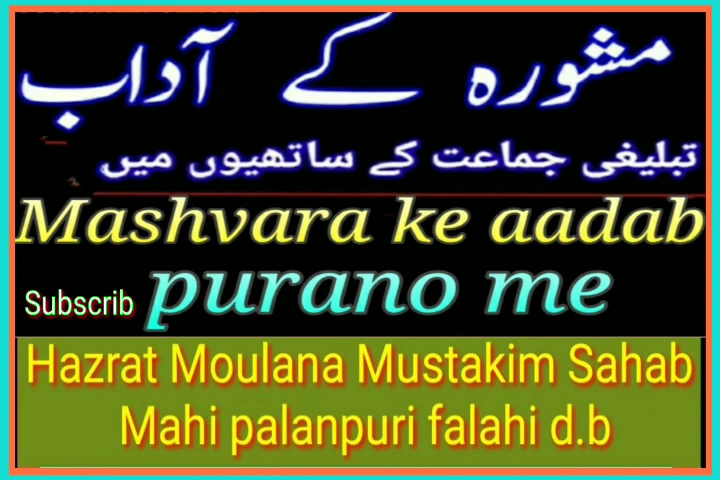 مشورہ کے آداب
تبلیغی جماعت کے ساتھیوں میں
Mashvara ke aadab
Subscrib purano me
Hazrat Moulana Mustakim Sahab
Mahi palanpuri falahi d.b